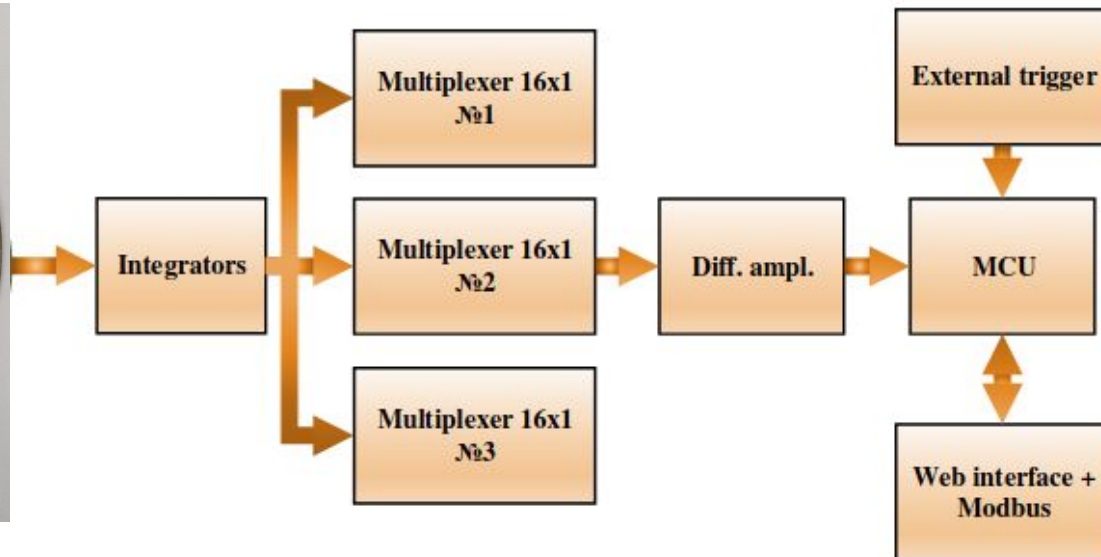 Multiplexer 16x1
№1
External trigger
Integrators
Multiplexer 16x1
№2
Diff. ampl.
MCU
Multiplexer 16x1
№3
Web interface +
Modbus